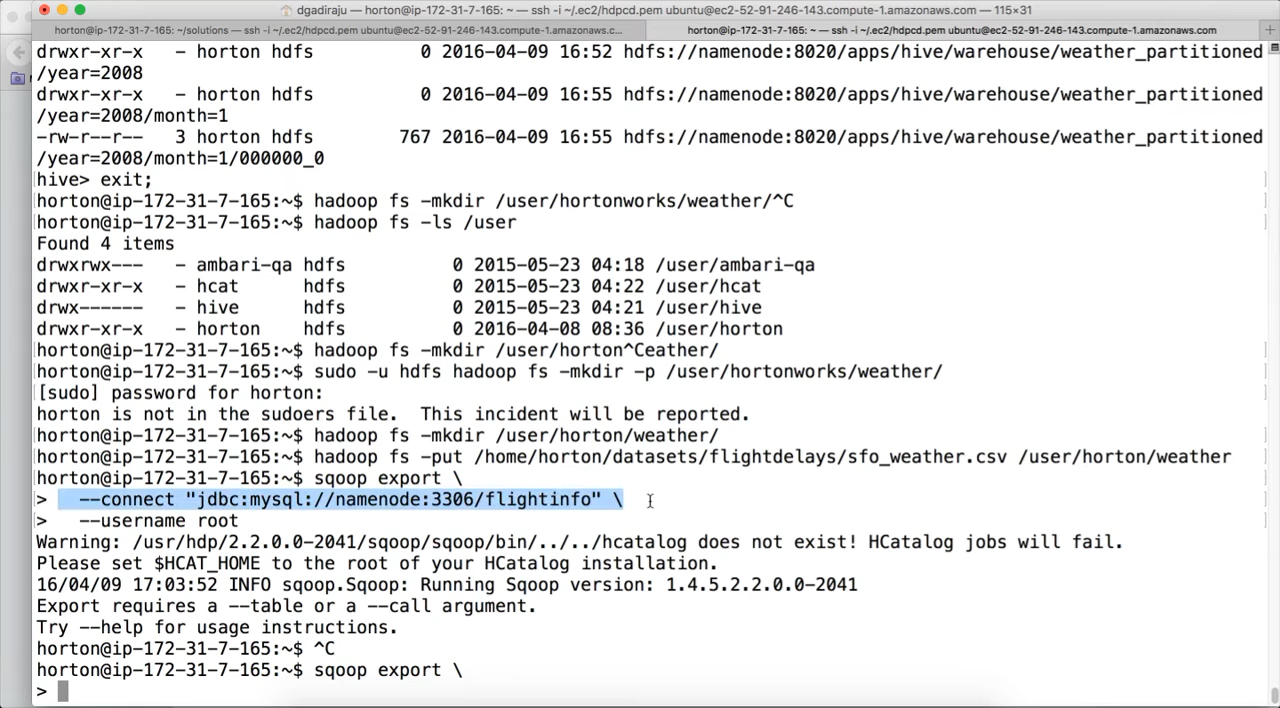 dgadiraju — horton@ip-172-31-7-165: ~ — ssh -i ~/.ec2/hdpcd.pem ubuntu@ec2-52-91-246-143.compute-1.amazonaws.com — 115×31
horton@ip-172-31-7-165: ~/solutions — ssh -i ~/.ec2/hdpcd.pem ubuntu@ec2-52-91-246-143.compute-1.amazonaws.c... horton@ip-172-31-7-165: ~ — ssh -i ~/.ec2/hdpcd.pem ubuntu@ec2-52-91-246-143.compute-1.amazonaws.com +
drwxr-xr-x   - horton hdfs          0 2016-04-09 16:52 hdfs://namenode:8020/apps/hive/warehouse/weather_partitioned
/year=2008
drwxr-xr-x   - horton hdfs          0 2016-04-09 16:55 hdfs://namenode:8020/apps/hive/warehouse/weather_partitioned
/year=2008/month=1
-rw-r--r--   3 horton hdfs        767 2016-04-09 16:55 hdfs://namenode:8020/apps/hive/warehouse/weather_partitioned
/year=2008/month=1/000000_0
hive> exit;
horton@ip-172-31-7-165:~$ hadoop fs -mkdir /user/hortonworks/weather/^C
horton@ip-172-31-7-165:~$ hadoop fs -ls /user
Found 4 items
drwxrwx---   - ambari-qa hdfs             0 2015-05-23 04:18 /user/ambari-qa
drwxr-xr-x   - hcat      hdfs             0 2015-05-23 04:22 /user/hcat
drwx------   - hive      hdfs             0 2015-05-23 04:21 /user/hive
drwxr-xr-x   - horton    hdfs             0 2016-04-08 08:36 /user/horton
horton@ip-172-31-7-165:~$ hadoop fs -mkdir /user/horton^Ceather/
horton@ip-172-31-7-165:~$ sudo -u hdfs hadoop fs -mkdir -p /user/hortonworks/weather/
[sudo] password for horton:
horton is not in the sudoers file.  This incident will be reported.
horton@ip-172-31-7-165:~$ hadoop fs -mkdir /user/horton/weather/
horton@ip-172-31-7-165:~$ hadoop fs -put /home/horton/datasets/flightdelays/sfo_weather.csv /user/horton/weather
horton@ip-172-31-7-165:~$ sqoop export \
>   --connect "jdbc:mysql://namenode:3306/flightinfo" \
>   --username root
Warning: /usr/hdp/2.2.0.0-2041/sqoop/sqoop/bin/../../hcatalog does not exist! HCatalog jobs will fail.
Please set $HCAT_HOME to the root of your HCatalog installation.
16/04/09 17:03:52 INFO sqoop.Sqoop: Running Sqoop version: 1.4.5.2.2.0.0-2041
Export requires a --table or a --call argument.
Try --help for usage instructions.
horton@ip-172-31-7-165:~$ ^C
horton@ip-172-31-7-165:~$ sqoop export \
>